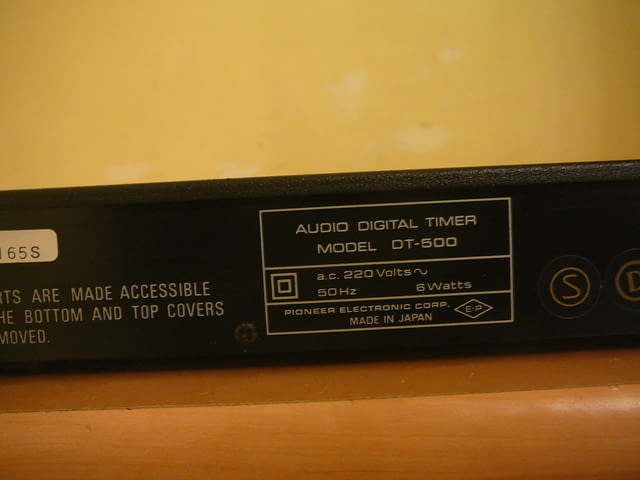 165S
RTS ARE MADE ACCESSIBLE
HE BOTTOM AND TOP COVERS
MOVED.
AUDIO DIGITAL TIMER
MODEL DT-500
a.c. 220 Volts ~
50Hz 6 Watts
PIONEER ELECTRONIC CORP.
MADE IN JAPAN
E·P
S
D